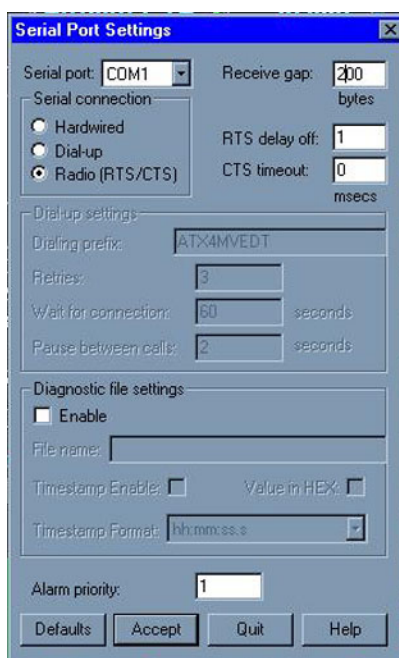 Serial Port Settings
Serial port: COM1
Receive gap: 200
bytes
Serial connection
Hardwired
Dial-up
Radio (RTS/CTS)
RTS delay off: 1
CTS timeout: 0
msecs
Dial-up settings
Dialing prefix: ATX4MVEDT
Retries: 3
Wait for connection: 60 seconds
Pause between calls: 2 seconds
Diagnostic file settings
Enable
File name:
Timestamp Enable: Value in HEX:
Timestamp Format: hh:mm:ss.s
Alarm priority: 1
Defaults Accept Quit Help